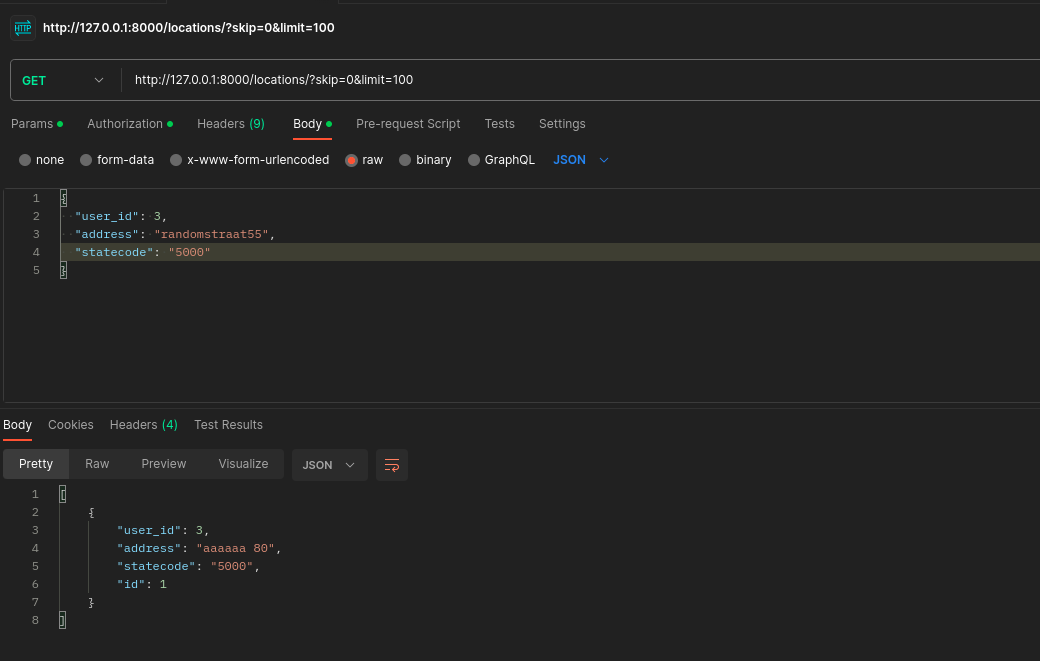 HTTP http://127.0.0.1:8000/locations/?skip=0&limit=100
GET http://127.0.0.1:8000/locations/?skip=0&limit=100
Params Authorization Headers (9) Body Pre-request Script Tests Settings
none form-data x-www-form-urlencoded raw binary GraphQL JSON
1 {
2 "user_id": 3,
3 "address": "randomstraat55",
4 "statecode": "5000"
5 }
Body Cookies Headers (4) Test Results
Pretty Raw Preview Visualize JSON
1 [
2 {
3 "user_id": 3,
4 "address": "aaaaaa 80",
5 "statecode": "5000",
6 "id": 1
7 }
8 ]